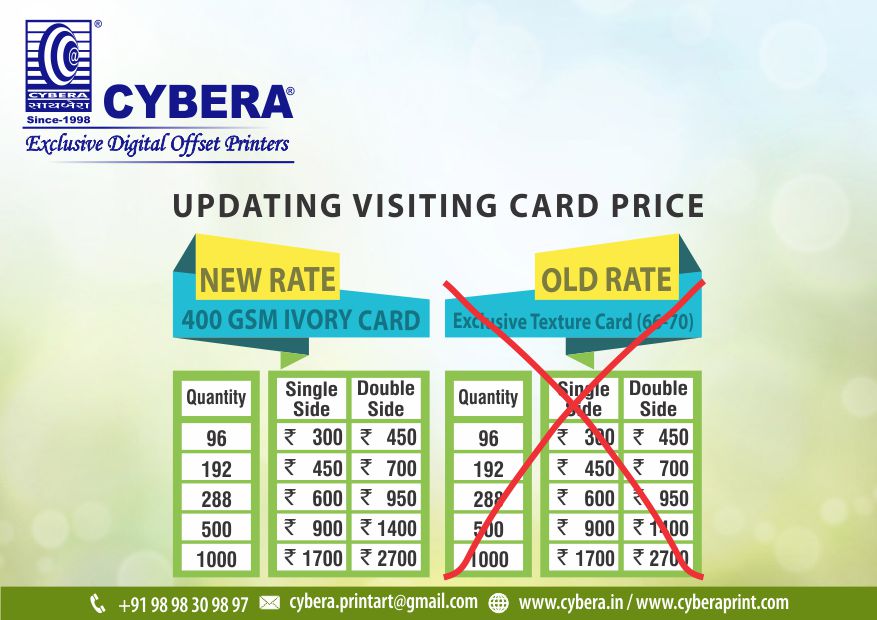 ®
CYBERA
सायबेरा
Since-1998
CYBERA®
Exclusive Digital Offset Printers
UPDATING VISITING CARD PRICE
NEW RATE
400 GSM IVORY CARD
Quantity Single Side Double Side
96 ₹ 300 ₹ 450
192 ₹ 450 ₹ 700
288 ₹ 600 ₹ 950
500 ₹ 900 ₹ 1400
1000 ₹ 1700 ₹ 2700
OLD RATE
Exclusive Texture Card (66-70)
Quantity Single Side Double Side
96 ₹ 300 ₹ 450
192 ₹ 450 ₹ 700
288 ₹ 600 ₹ 950
500 ₹ 900 ₹ 1400
1000 ₹ 1700 ₹ 2700
+91 98 98 30 98 97 cybera.printart@gmail.com www.cybera.in / www.cyberaprint.com